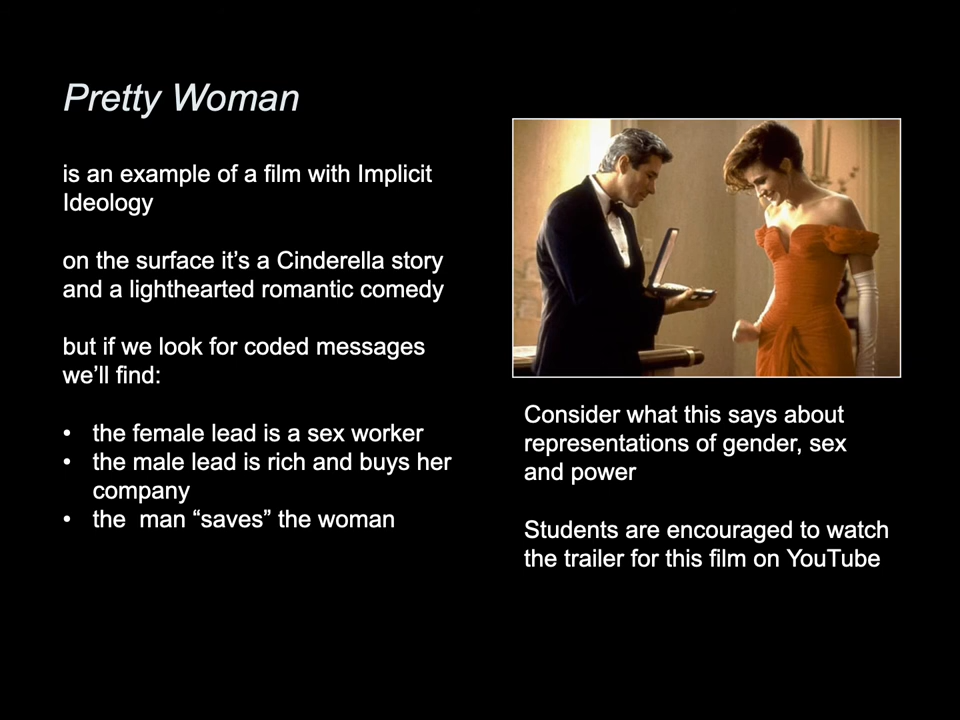 Pretty Woman
is an example of a film with Implicit
Ideology
on the surface it’s a Cinderella story
and a lighthearted romantic comedy
but if we look for coded messages
we’ll find:
• the female lead is a sex worker
• the male lead is rich and buys her
company
• the  man “saves” the woman
Consider what this says about
representations of gender, sex
and power
Students are encouraged to watch
the trailer for this film on YouTube